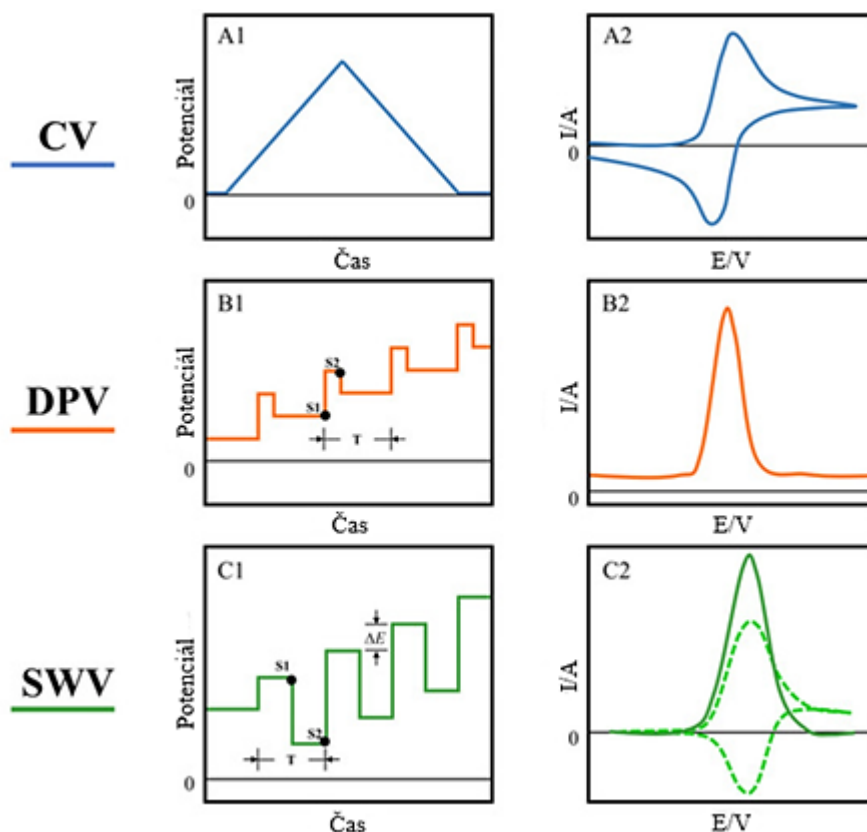 CV
A1
Potenciál
0
Čas
A2
I/A
0
E/V
DPV
B1
S2
S1
T
Potenciál
0
Čas
B2
I/A
0
E/V
SWV
C1
ΔE
S1
S2
T
Potenciál
0
Čas
C2
I/A
0
E/V